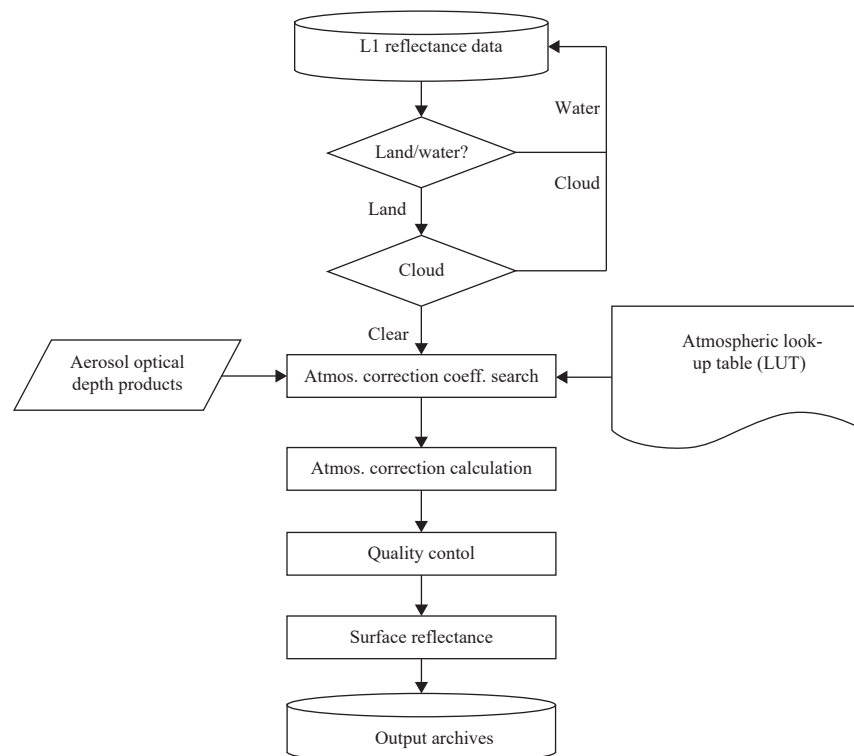 L1 reflectance data
Water
Land/water?
Cloud
Land
Cloud
Clear
Aerosol optical
depth products
Atmos. correction coeff. search
Atmospheric look-
up table (LUT)
Atmos. correction calculation
Quality contol
Surface reflectance
Output archives